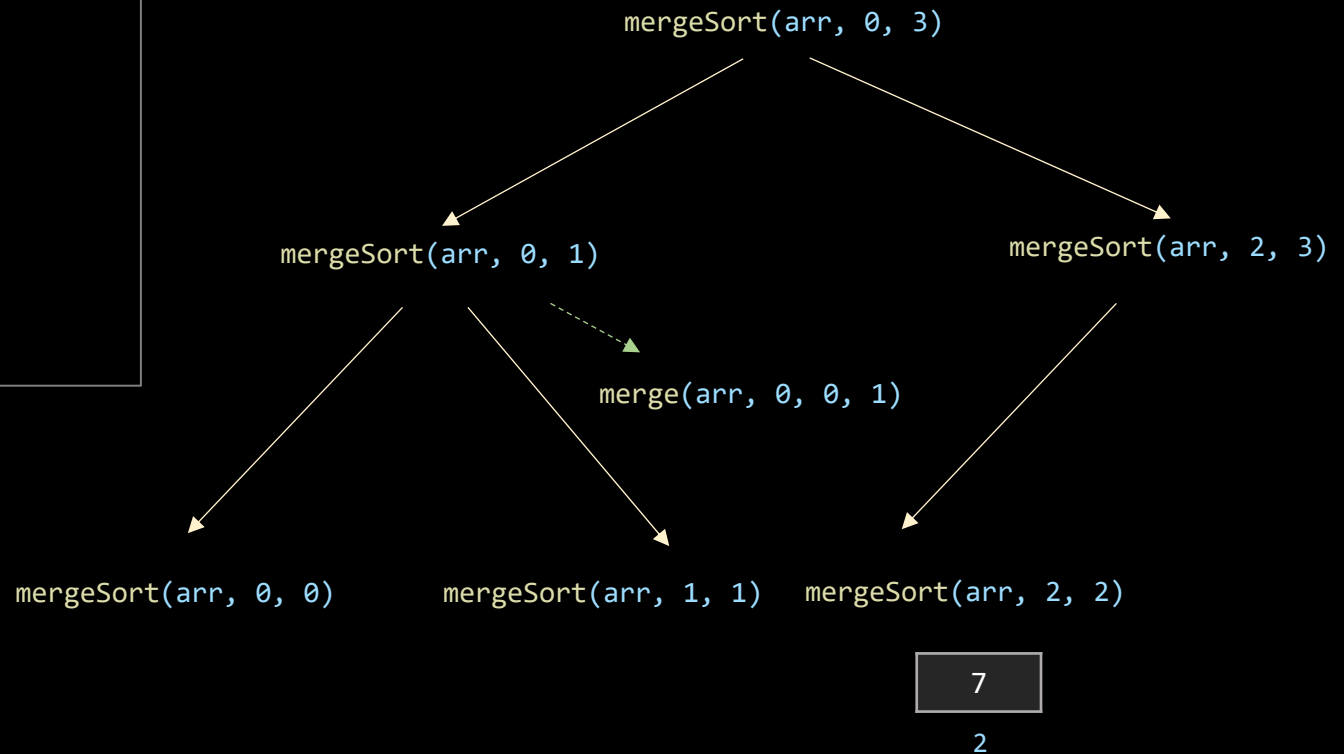 mergeSort(arr, 0, 3)
mergeSort(arr, 0, 1)
mergeSort(arr, 2, 3)
merge(arr, 0, 0, 1)
mergeSort(arr, 0, 0)
mergeSort(arr, 1, 1)
mergeSort(arr, 2, 2)
7
2